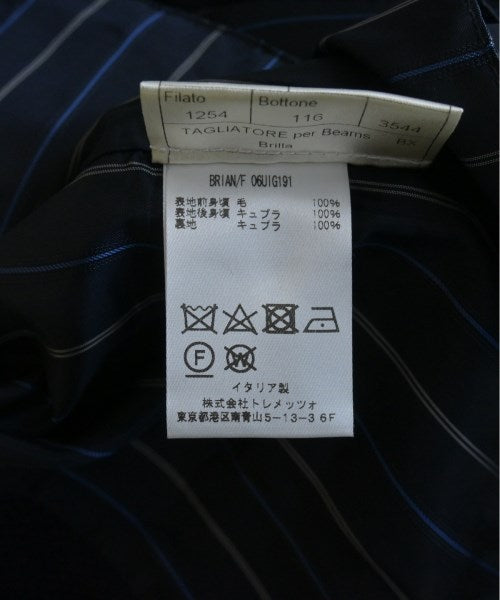 Filato Bottone
1254 116 3544
TAGLIATORE per Beams
Brilla BX
BRIAN/F 06UIG191
表地前身頃 毛 100%
表地後身頃 キュプラ 100%
裏地 キュプラ 100%
F W
イタリア製
株式会社トレメッツォ
東京都港区南青山5-13-36F